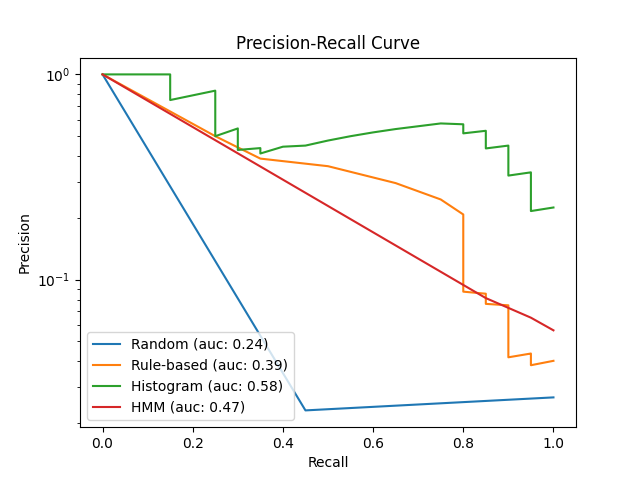 Precision-Recall Curve
10⁰
10⁻¹
Precision
Random (auc: 0.24)
Rule-based (auc: 0.39)
Histogram (auc: 0.58)
HMM (auc: 0.47)
0.0 0.2 0.4 0.6 0.8 1.0
Recall